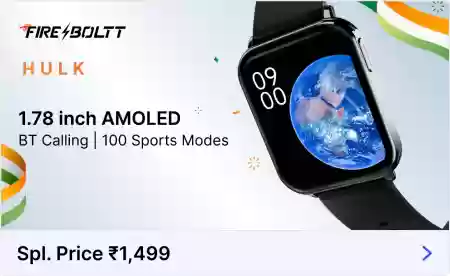 FIRE BOLTT
HULK
1.78 inch AMOLED
BT Calling | 100 Sports Modes
09
00
Spl. Price ₹1,499